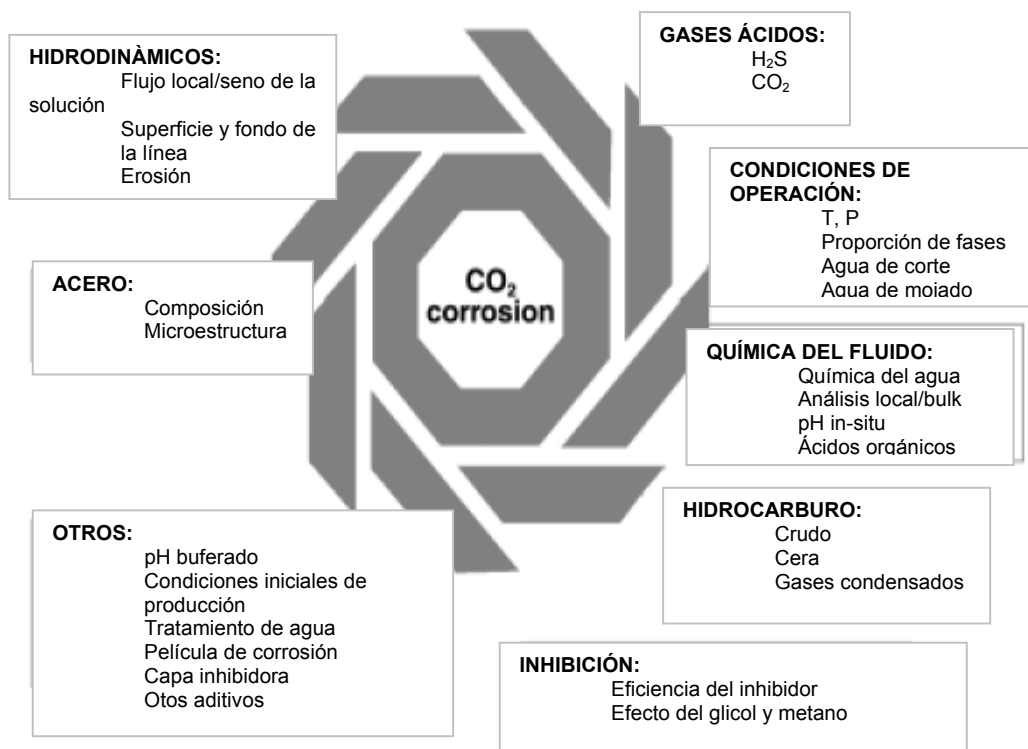 HIDRODINÀMICOS:
Flujo local/seno de la
solución
Superficie y fondo de
la línea
Erosión
GASES ÁCIDOS:
H₂S
CO₂
CONDICIONES DE
OPERACIÓN:
T, P
Proporción de fases
Agua de corte
Agua de mojado
ACERO:
Composición
Microestructura
CO₂
corrosion
QUÍMICA DEL FLUIDO:
Química del agua
Análisis local/bulk
pH in-situ
Ácidos orgánicos
HIDROCARBURO:
Crudo
Cera
Gases condensados
OTROS:
pH buferado
Condiciones iniciales de
producción
Tratamiento de agua
Película de corrosión
Capa inhibidora
Otos aditivos
INHIBICIÓN:
Eficiencia del inhibidor
Efecto del glicol y metano